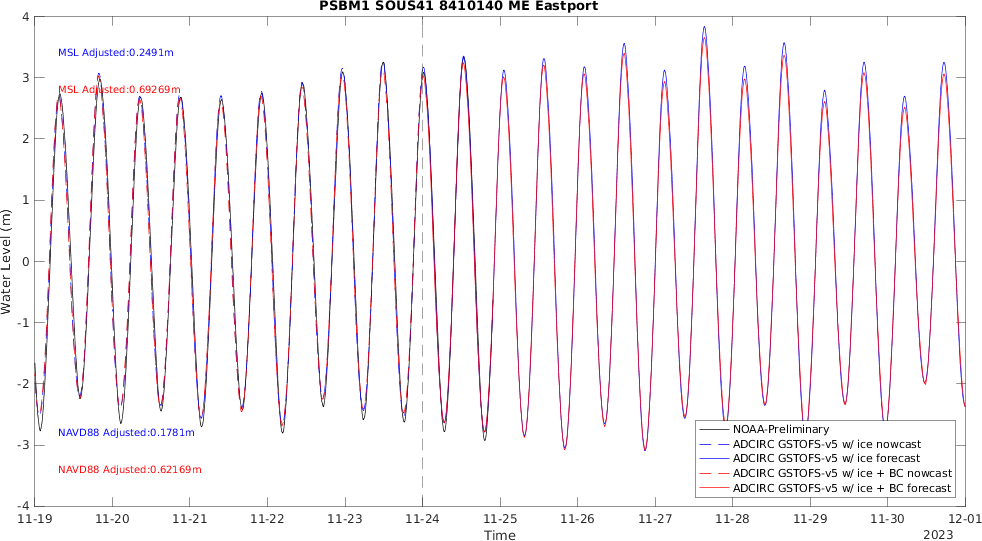 PSBM1 SOUS41 8410140 ME Eastport
4
3
2
1
0
-1
-2
-3
-4
Water Level (m)
MSL Adjusted:0.2491m
MSL Adjusted:0.69269m
NAVD88 Adjusted:0.1781m
NAVD88 Adjusted:0.62169m
NOAA-Preliminary
ADCIRC GSTOFS-v5 w/ ice nowcast
ADCIRC GSTOFS-v5 w/ ice forecast
ADCIRC GSTOFS-v5 w/ ice + BC nowcast
ADCIRC GSTOFS-v5 w/ ice + BC forecast
11-19 11-20 11-21 11-22 11-23 11-24 11-25 11-26 11-27 11-28 11-29 11-30 12-01
Time
2023